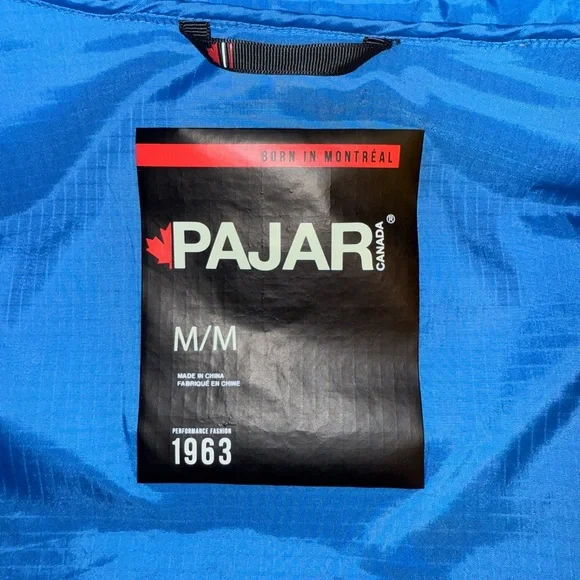 BORN IN MONTRÉAL
PAJAR CANADA®
M/M
MADE IN CHINA
FABRIQUÉ EN CHINE
PERFORMANCE FASHION
1963